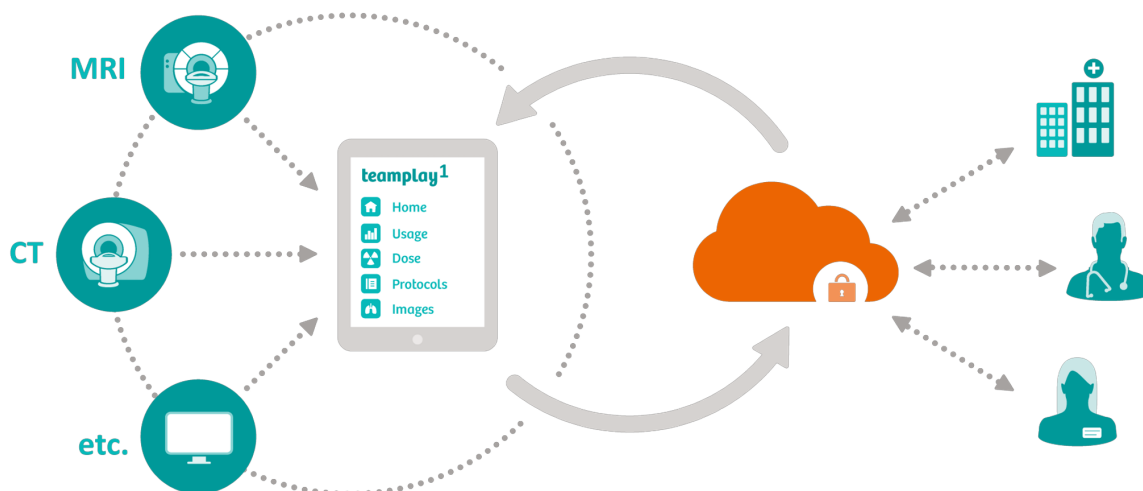 MRI
CT
etc.
teamplay1
Home
Usage
Dose
Protocols
Images